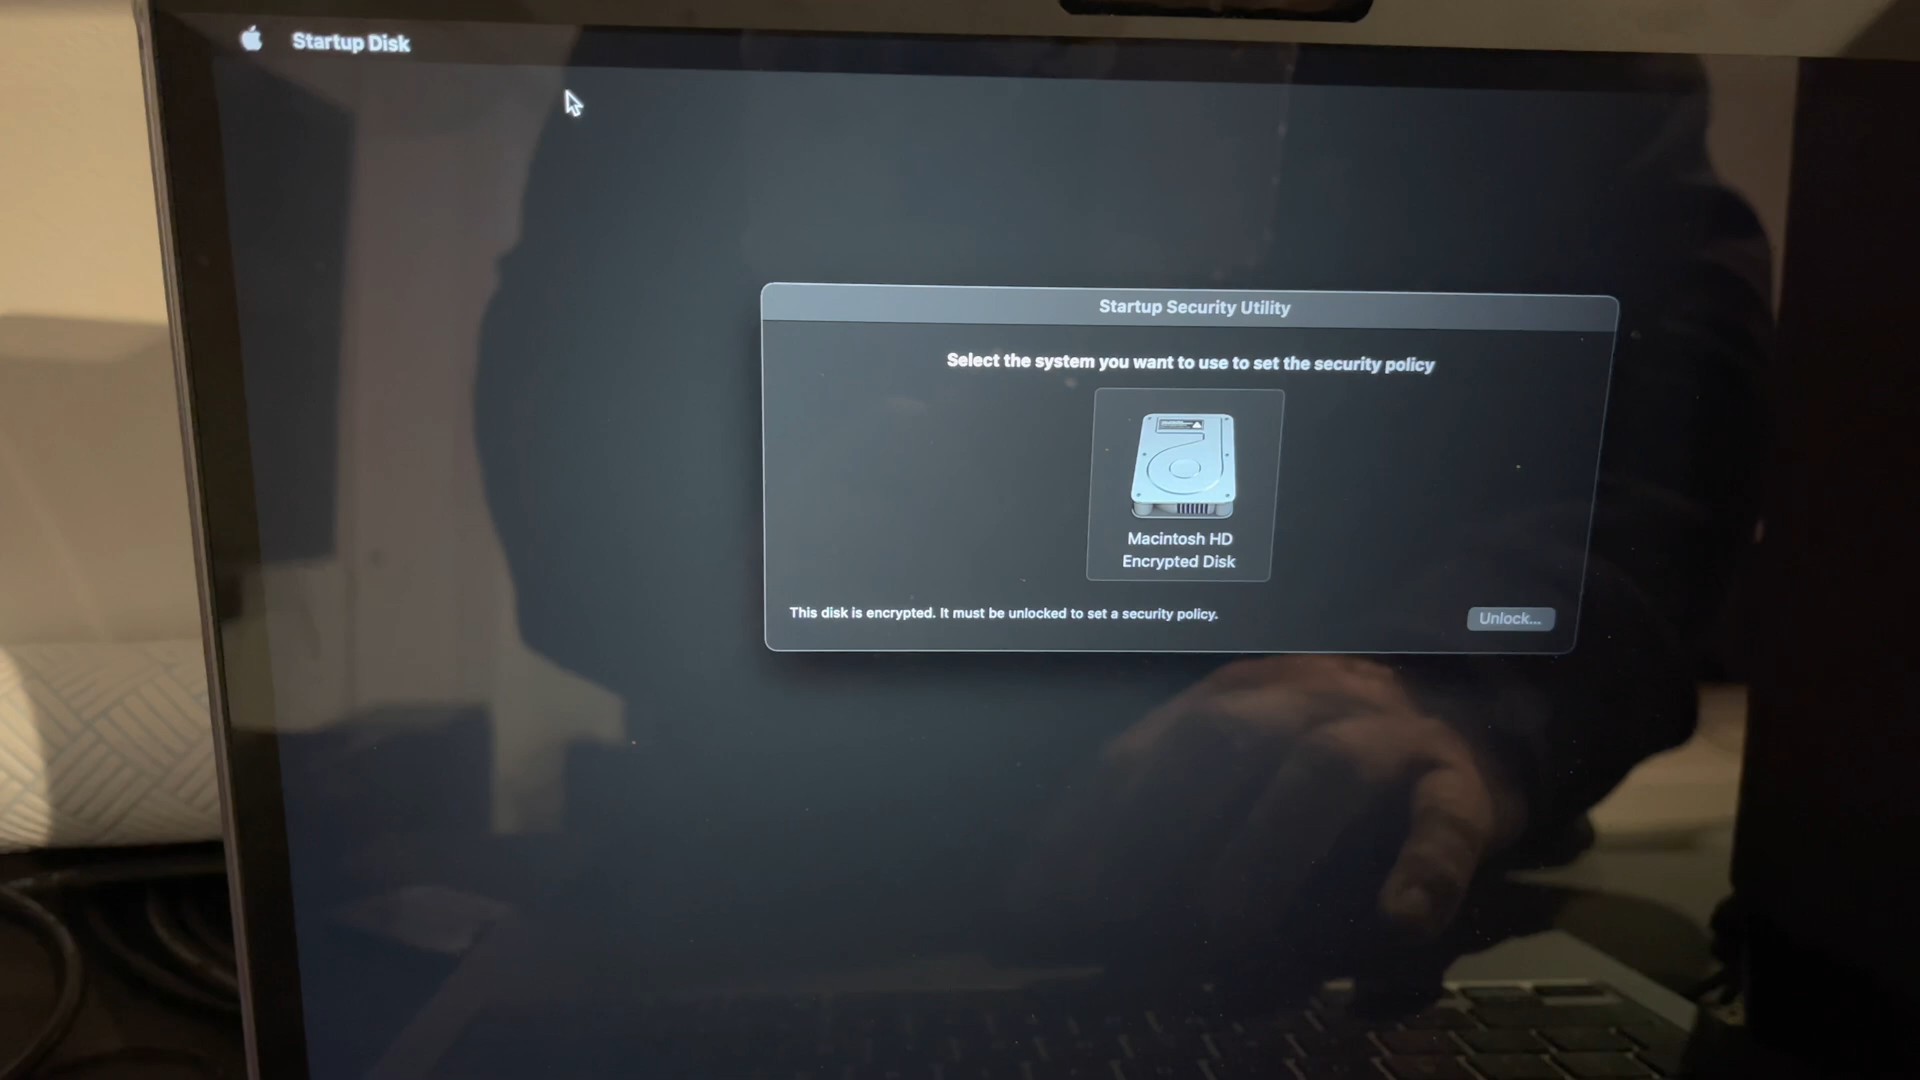 Startup Disk
Startup Security Utility
Select the system you want to use to set the security policy
Macintosh HD
Encrypted Disk
This disk is encrypted. It must be unlocked to set a security policy.
Unlock...